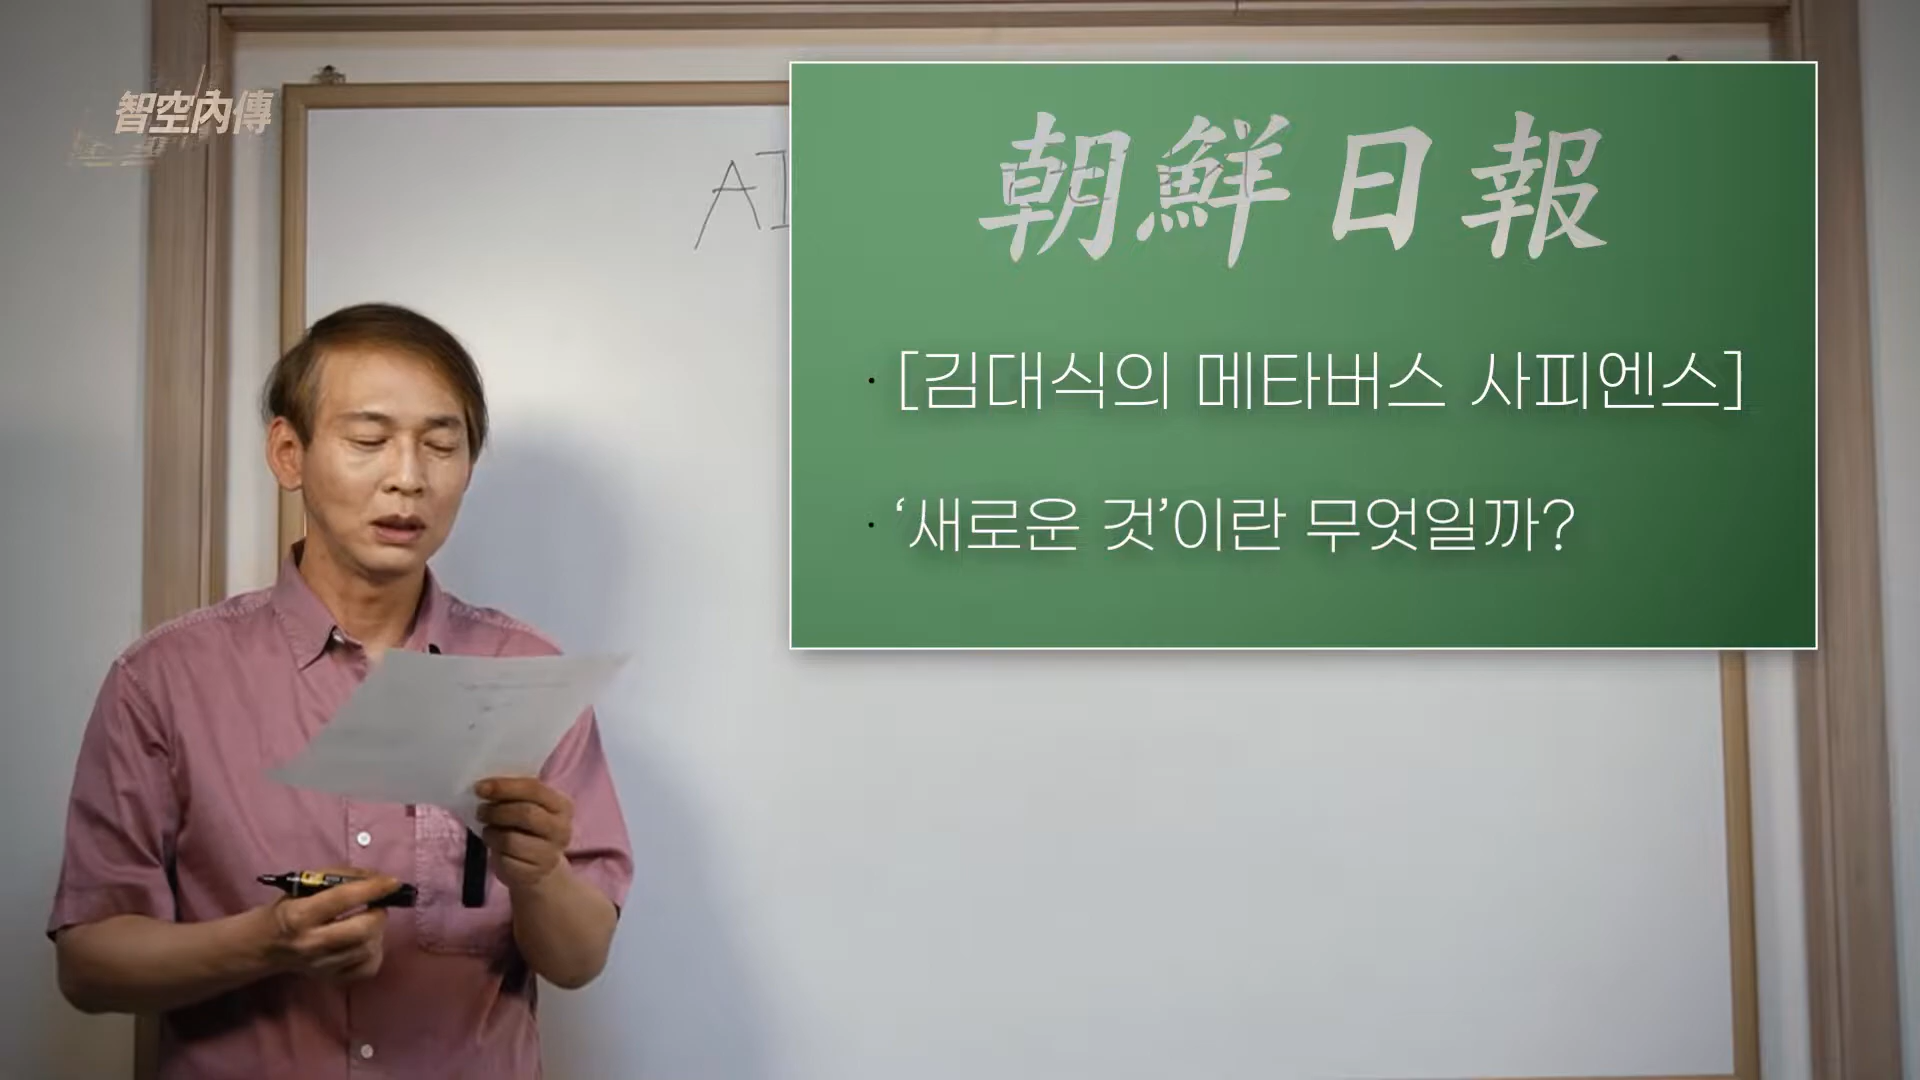 智空內傳
AI
朝鮮日報
· [김대식의 메타버스 사피엔스]
· ‘새로운 것’이란 무엇일까?